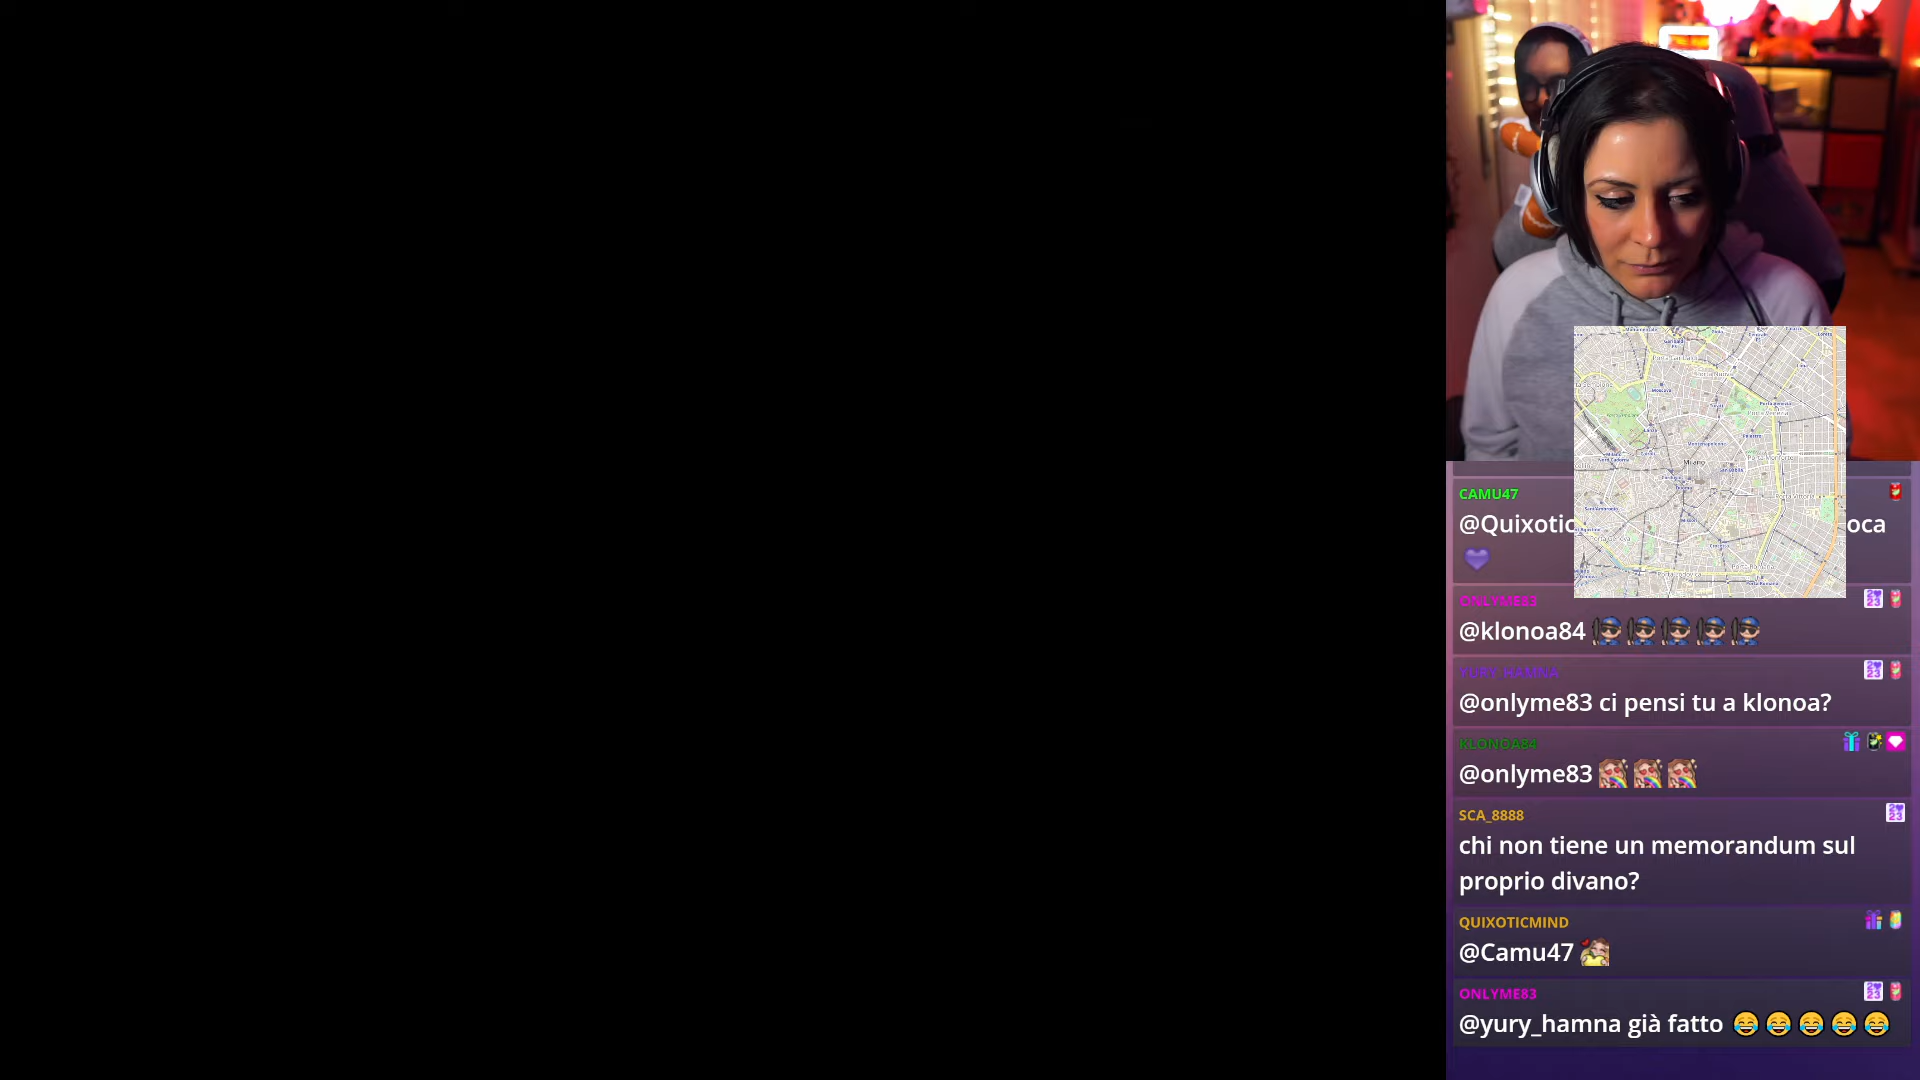 Milano
CAMU47
@Quixotic
oca
ONLYME83
@klonoa84
YURY_HAMNA
@onlyme83 ci pensi tu a klonoa?
KLONOA84
@onlyme83
SCA_8888
chi non tiene un memorandum sul
proprio divano?
QUIXOTICMIND
@Camu47
ONLYME83
@yury_hamna già fatto